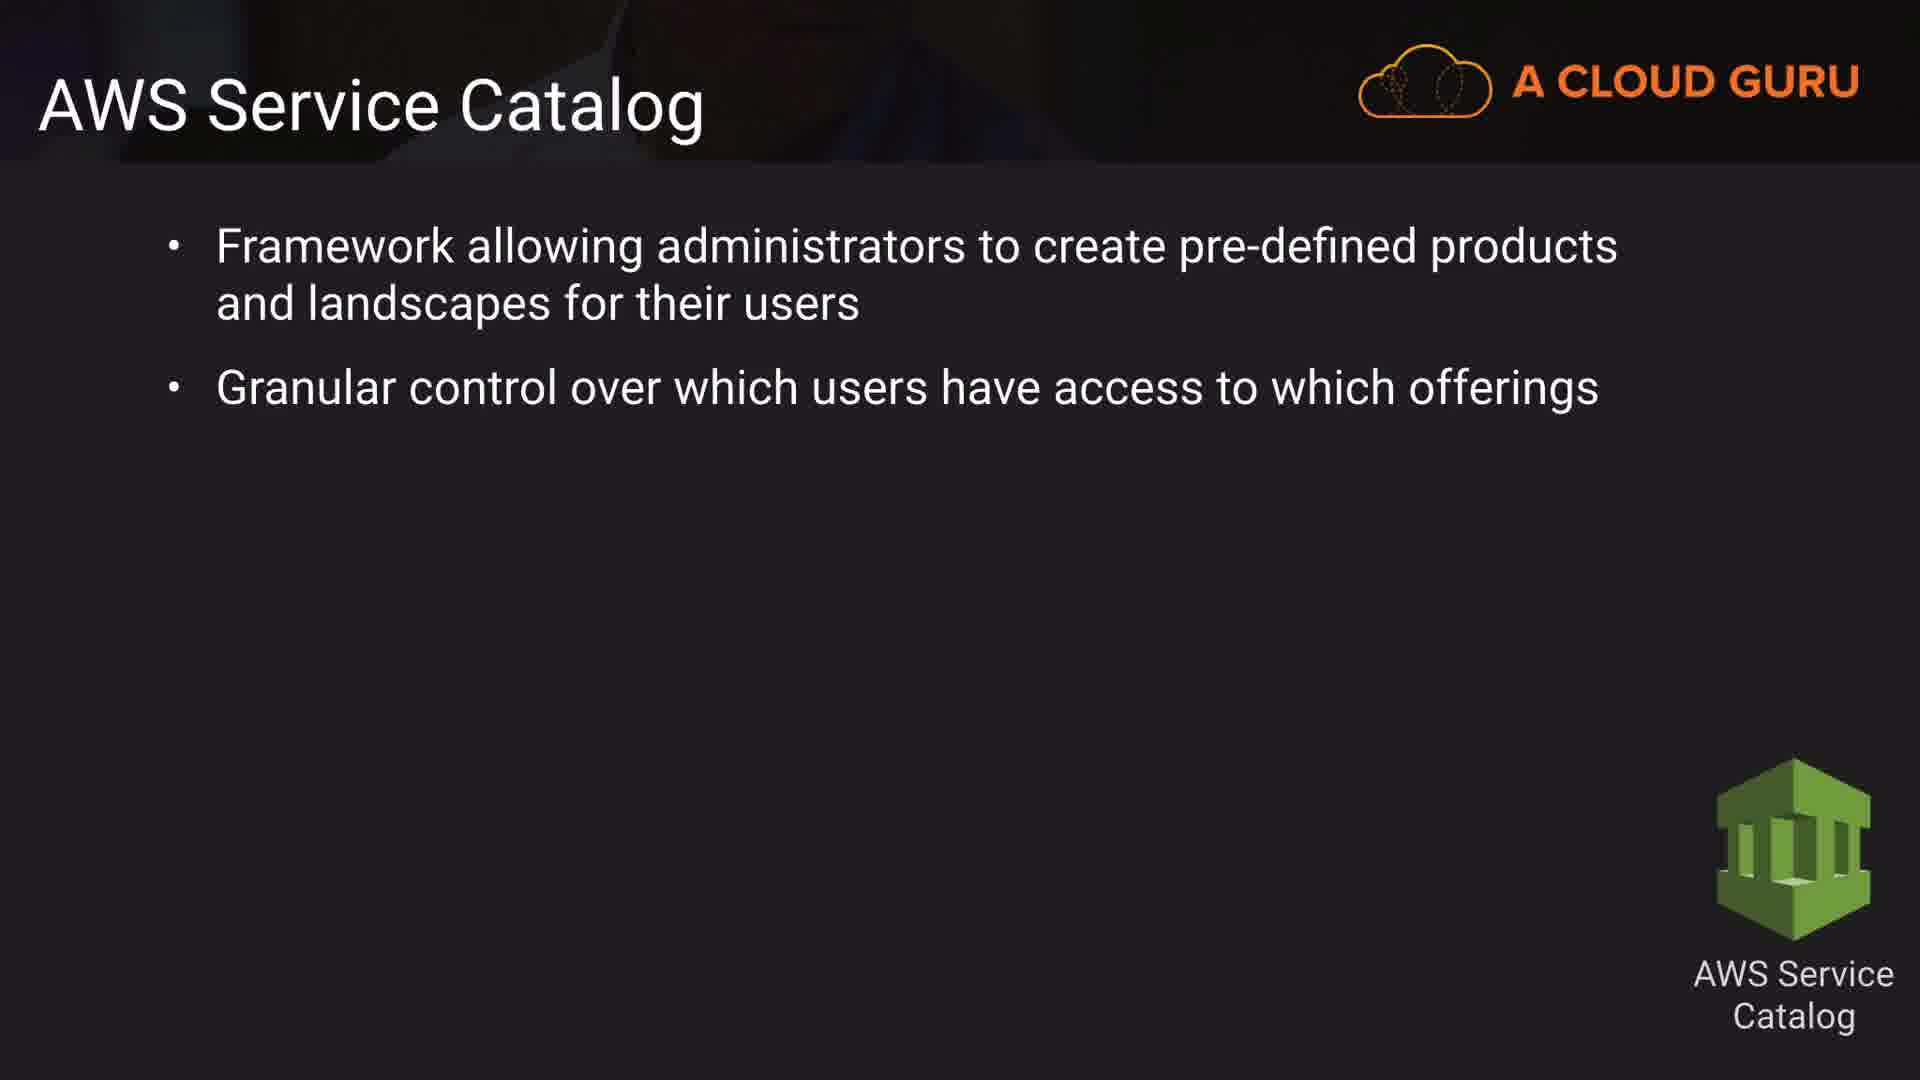 AWS Service Catalog
A CLOUD GURU
• Framework allowing administrators to create pre-defined products
and landscapes for their users
• Granular control over which users have access to which offerings
AWS Service
Catalog